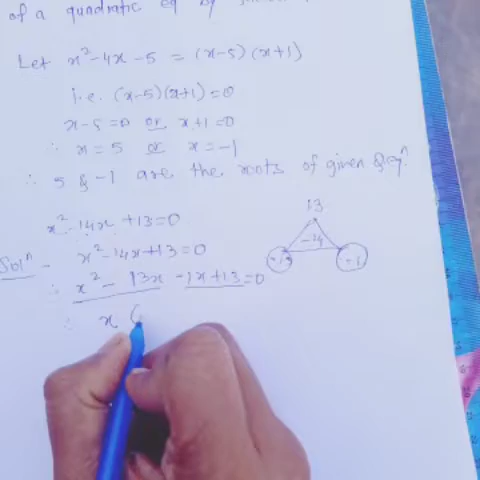 of a quadratic eq by
Let x²-4x-5 = (x-5)(x+1)
i.e. (x-5)(x+1)=0
x-5=0 or x+1=0
∴ x=5 or x=-1
∴ 5 & -1 are the roots of given Qeqⁿ.
x²-14x+13=0
Solⁿ - x²-14x+13=0
∴ x²-13x-1x+13=0
∴ x(
13
-14
-13
-1